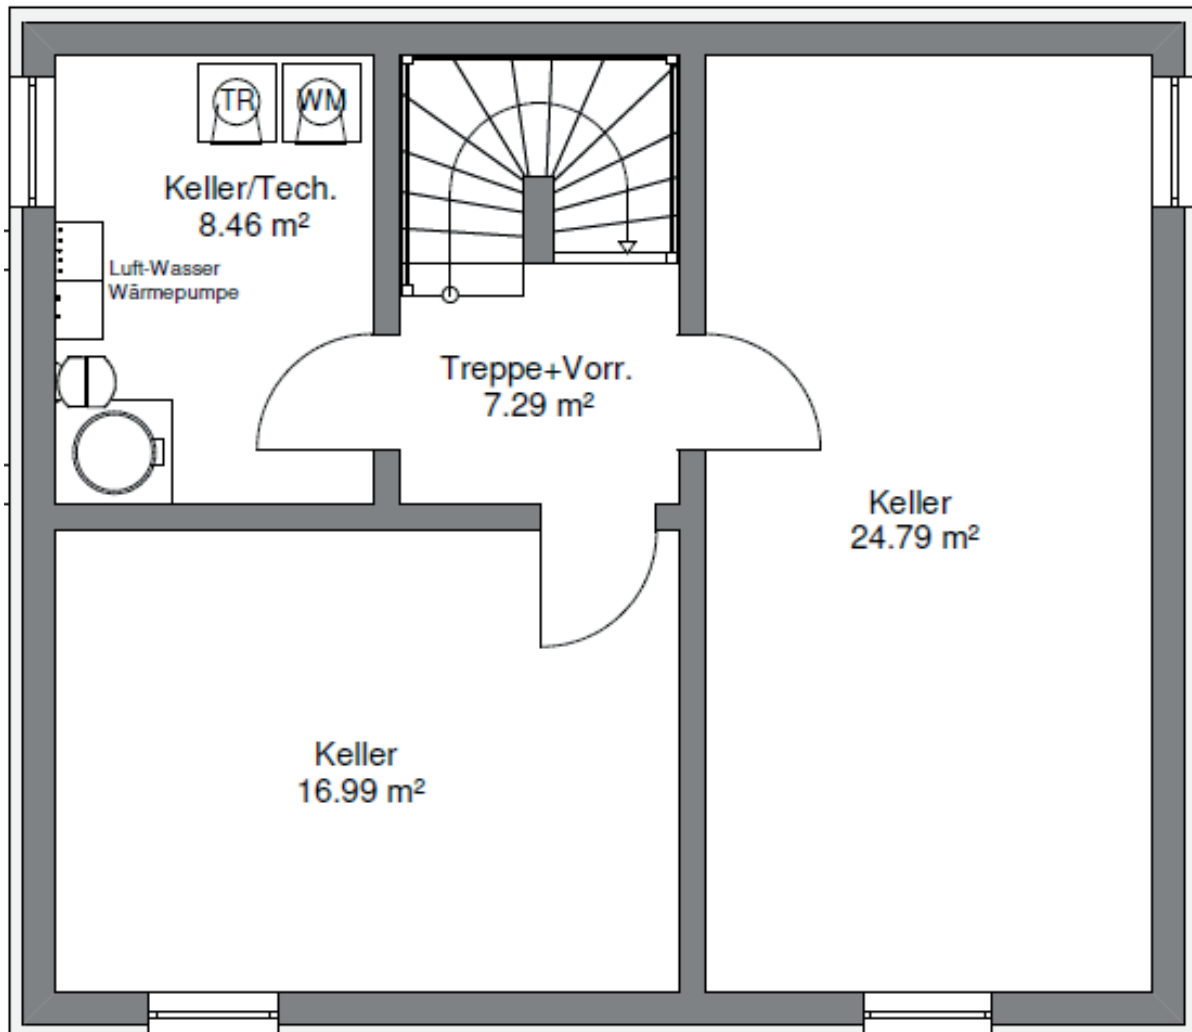 TR
WM
Keller/Tech.
8.46 m²
Luft-Wasser
Wärmepumpe
Treppe+Vorr.
7.29 m²
Keller
24.79 m²
Keller
16.99 m²